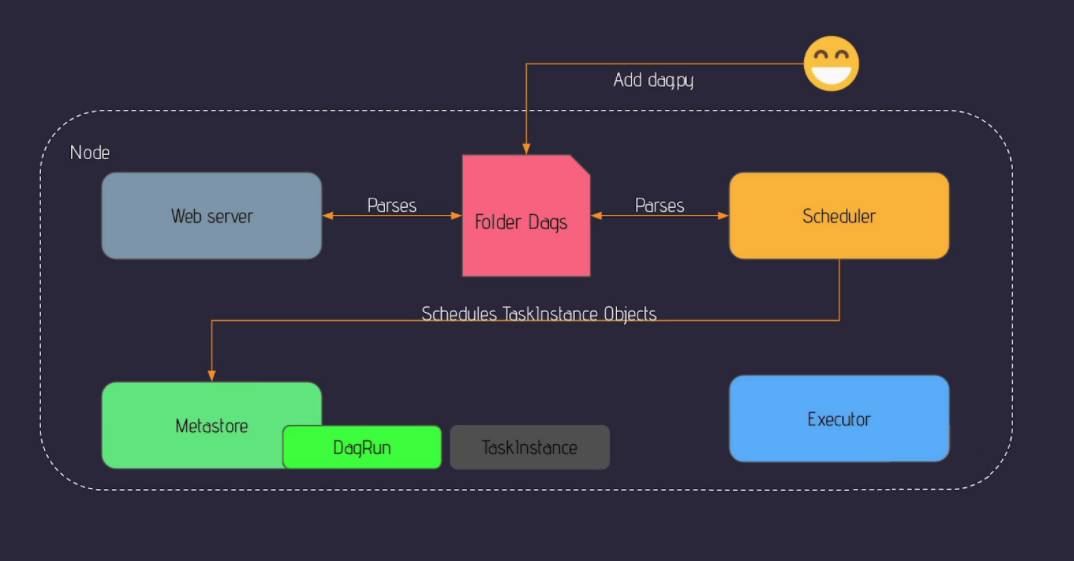 Add dag.py
Node
Web server
Parses
Folder Dags
Parses
Scheduler
Schedules TaskInstance Objects
Metastore
DagRun
TaskInstance
Executor